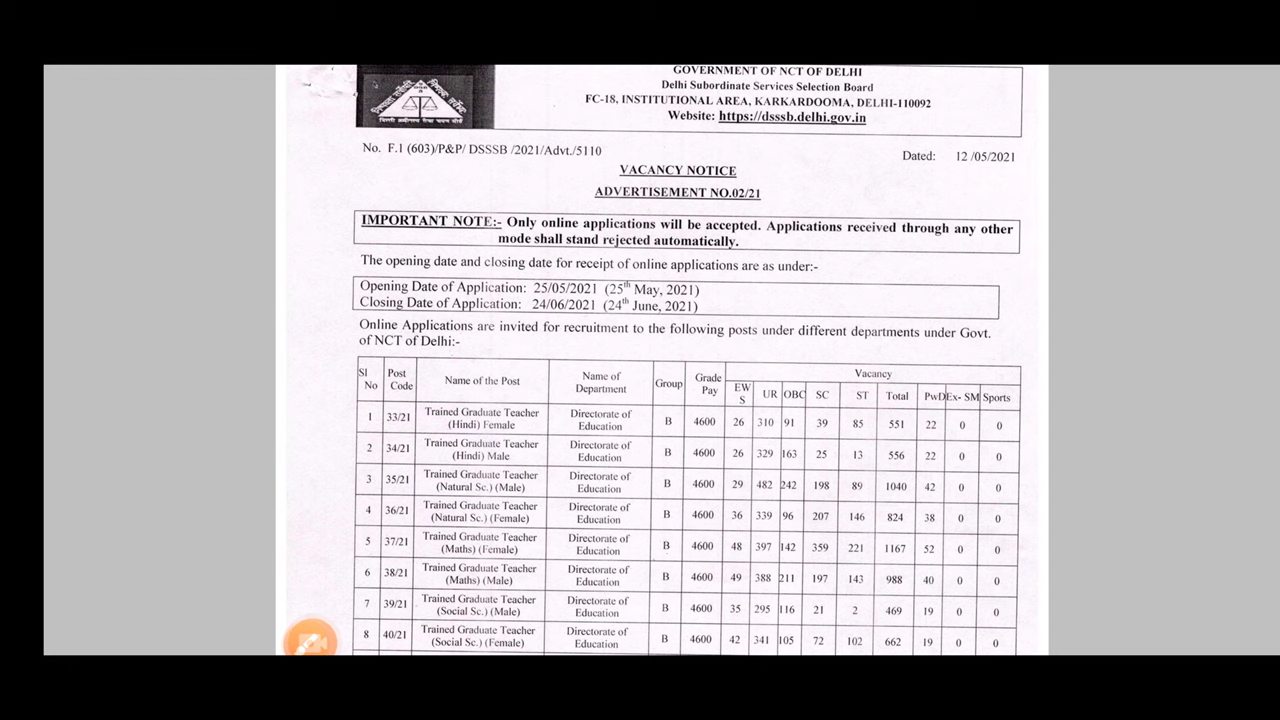 GOVERNMENT OF NCT OF DELHI
Delhi Subordinate Services Selection Board
FC-18, INSTITUTIONAL AREA, KARKARDOOMA, DELHI-110092
Website: https://dsssb.delhi.gov.in
No. F.1 (603)/P&P/ DSSSB /2021/Advt./5110
Dated: 12 /05/2021
VACANCY NOTICE
ADVERTISEMENT NO.02/21
IMPORTANT NOTE:- Only online applications will be accepted. Applications received through any other
mode shall stand rejected automatically.
The opening date and closing date for receipt of online applications are as under:-
Opening Date of Application: 25/05/2021 (25th May, 2021)
Closing Date of Application: 24/06/2021 (24th June, 2021)
Online Applications are invited for recruitment to the following posts under different departments under Govt.
of NCT of Delhi:-
Sl No Post Code Name of the Post Name of Department Group Grade Pay Vacancy
EWS UR OBC SC ST Total PwD Ex- SM Sports
1 33/21 Trained Graduate Teacher (Hindi) Female Directorate of Education B 4600 26 310 91 39 85 551 22 0 0
2 34/21 Trained Graduate Teacher (Hindi) Male Directorate of Education B 4600 26 329 163 25 13 556 22 0 0
3 35/21 Trained Graduate Teacher (Natural Sc.) (Male) Directorate of Education B 4600 29 482 242 198 89 1040 42 0 0
4 36/21 Trained Graduate Teacher (Natural Sc.) (Female) Directorate of Education B 4600 36 339 96 207 146 824 38 0 0
5 37/21 Trained Graduate Teacher (Maths) (Female) Directorate of Education B 4600 48 397 142 359 221 1167 52 0 0
6 38/21 Trained Graduate Teacher (Maths) (Male) Directorate of Education B 4600 49 388 211 197 143 988 40 0 0
7 39/21 Trained Graduate Teacher (Social Sc.) (Male) Directorate of Education B 4600 35 295 116 21 2 469 19 0 0
8 40/21 Trained Graduate Teacher (Social Sc.) (Female) Directorate of Education B 4600 42 341 105 72 102 662 19 0 0